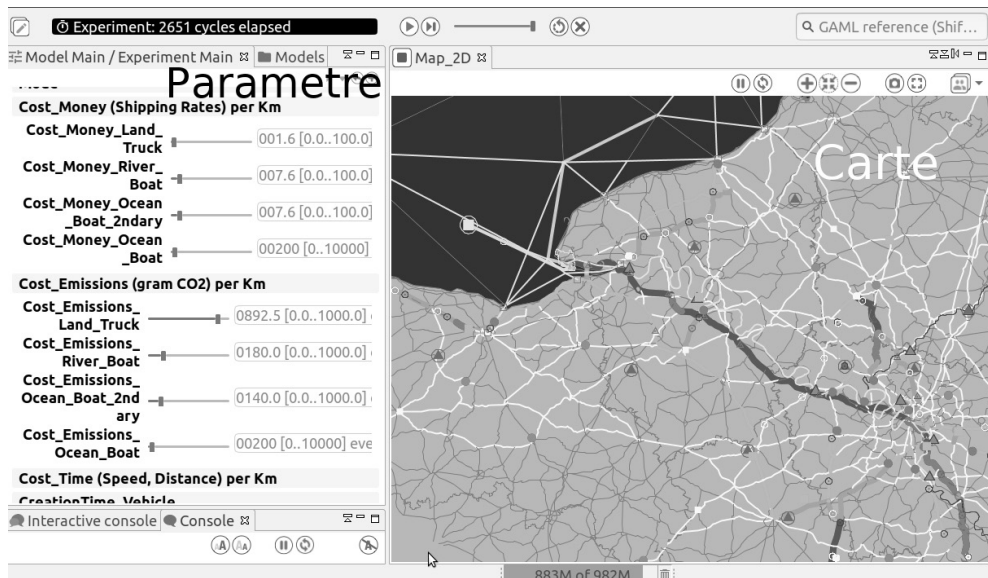 Experiment: 2651 cycles elapsed
GAML reference (Shif...
Model Main / Experiment Main
Models
Map_2D
Parametre
Cost_Money (Shipping Rates) per Km
Cost_Money_Land_
Truck
001.6 [0.0..100.0]
Cost_Money_River_
Boat
007.6 [0.0..100.0]
Cost_Money_Ocean
_Boat_2ndary
007.6 [0.0..100.0]
Cost_Money_Ocean
_Boat
00200 [0..10000]
Cost_Emissions (gram CO2) per Km
Cost_Emissions_
Land_Truck
0892.5 [0.0..1000.0] e
Cost_Emissions_
River_Boat
0180.0 [0.0..1000.0] e
Cost_Emissions_
Ocean_Boat_2nd
ary
0140.0 [0.0..1000.0] e
Cost_Emissions_
Ocean_Boat
00200 [0..10000] eve
Cost_Time (Speed, Distance) per Km
CreationTime_Vehicle
Interactive console
Console
Carte
883M of 982M